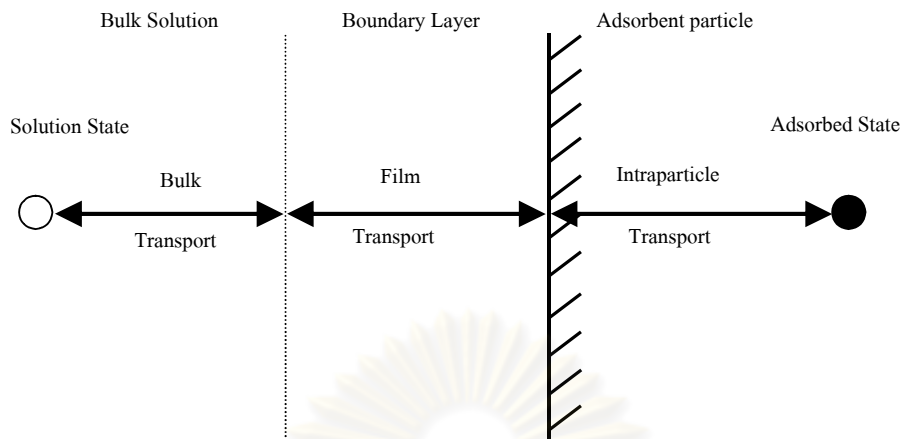 Bulk Solution
Boundary Layer
Adsorbent particle
Solution State
Adsorbed State
Bulk
Film
Intraparticle
Transport
Transport
Transport